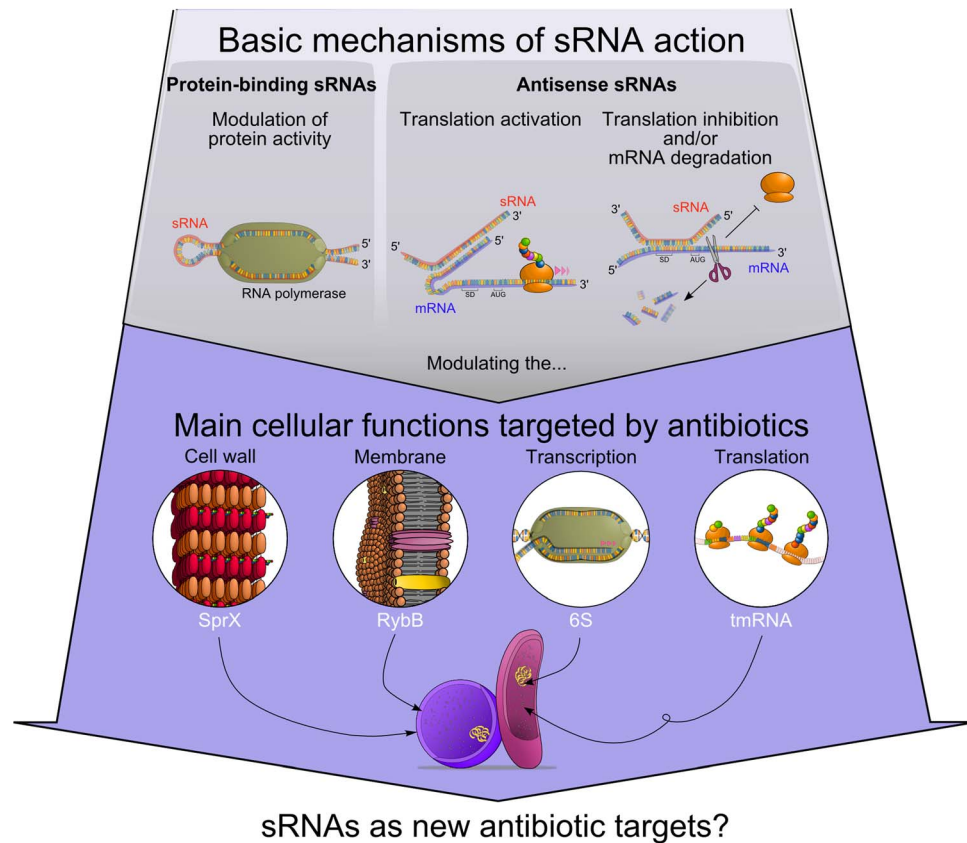 Basic mechanisms of sRNA action
Protein-binding sRNAs
Modulation of
protein activity
sRNA
5'
3'
RNA polymerase
Antisense sRNAs
Translation activation
sRNA
3'
5'
mRNA
SD
AUG
3'
Translation inhibition
and/or
mRNA degradation
3'
sRNA
5'
5'
SD
AUG
3'
mRNA
Modulating the...
Main cellular functions targeted by antibiotics
Cell wall
Membrane
Transcription
Translation
SprX
RybB
6S
tmRNA
sRNAs as new antibiotic targets?